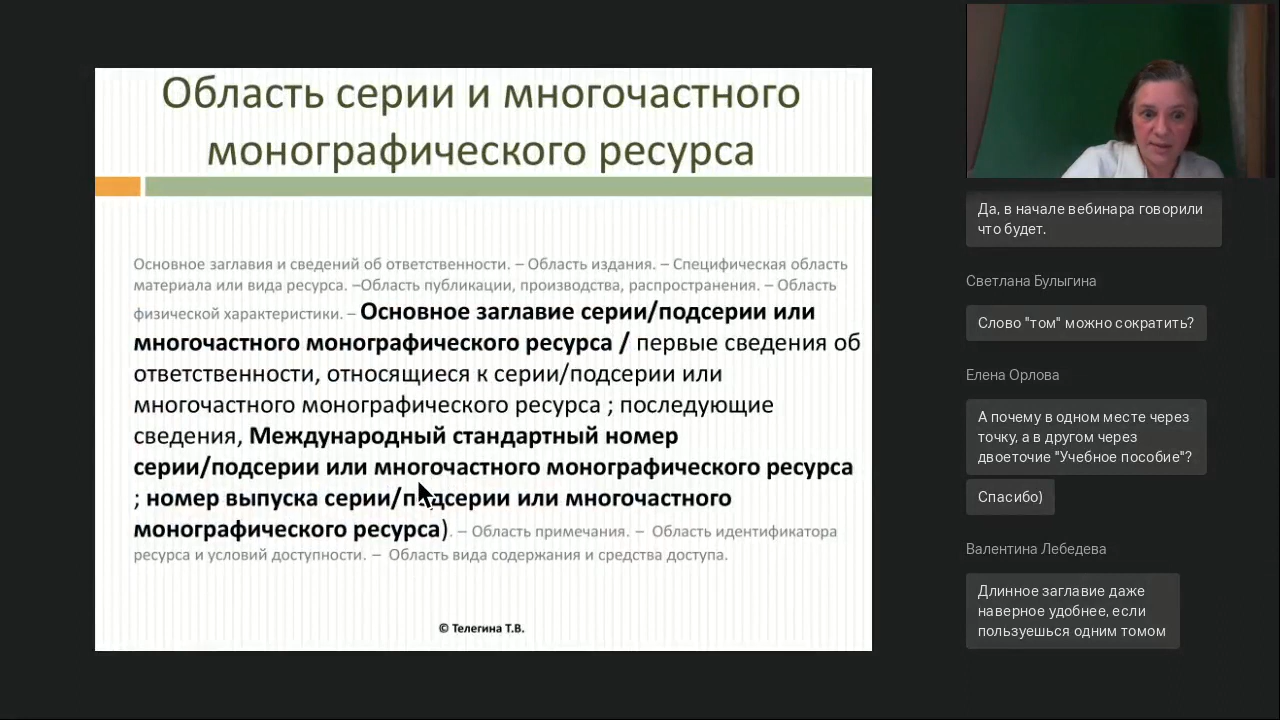 Область серии и многочастного
монографического ресурса
Основное заглавия и сведений об ответственности. – Область издания. – Специфическая область
материала или вида ресурса. –Область публикации, производства, распространения. – Область
физической характеристики. – Основное заглавие серии/подсерии или
многочастного монографического ресурса / первые сведения об
ответственности, относящиеся к серии/подсерии или
многочастного монографического ресурса ; последующие
сведения, Международный стандартный номер
серии/подсерии или многочастного монографического ресурса
; номер выпуска серии/подсерии или многочастного
монографического ресурса). – Область примечания. – Область идентификатора
ресурса и условий доступности. – Область вида содержания и средства доступа.
© Телегина Т.В.
Да, в начале вебинара говорили
что будет.
Светлана Булыгина
Слово "том" можно сократить?
Елена Орлова
А почему в одном месте через
точку, а в другом через
двоеточие "Учебное пособие"?
Спасибо)
Валентина Лебедева
Длинное заглавие даже
наверное удобнее, если
пользуешься одним томом